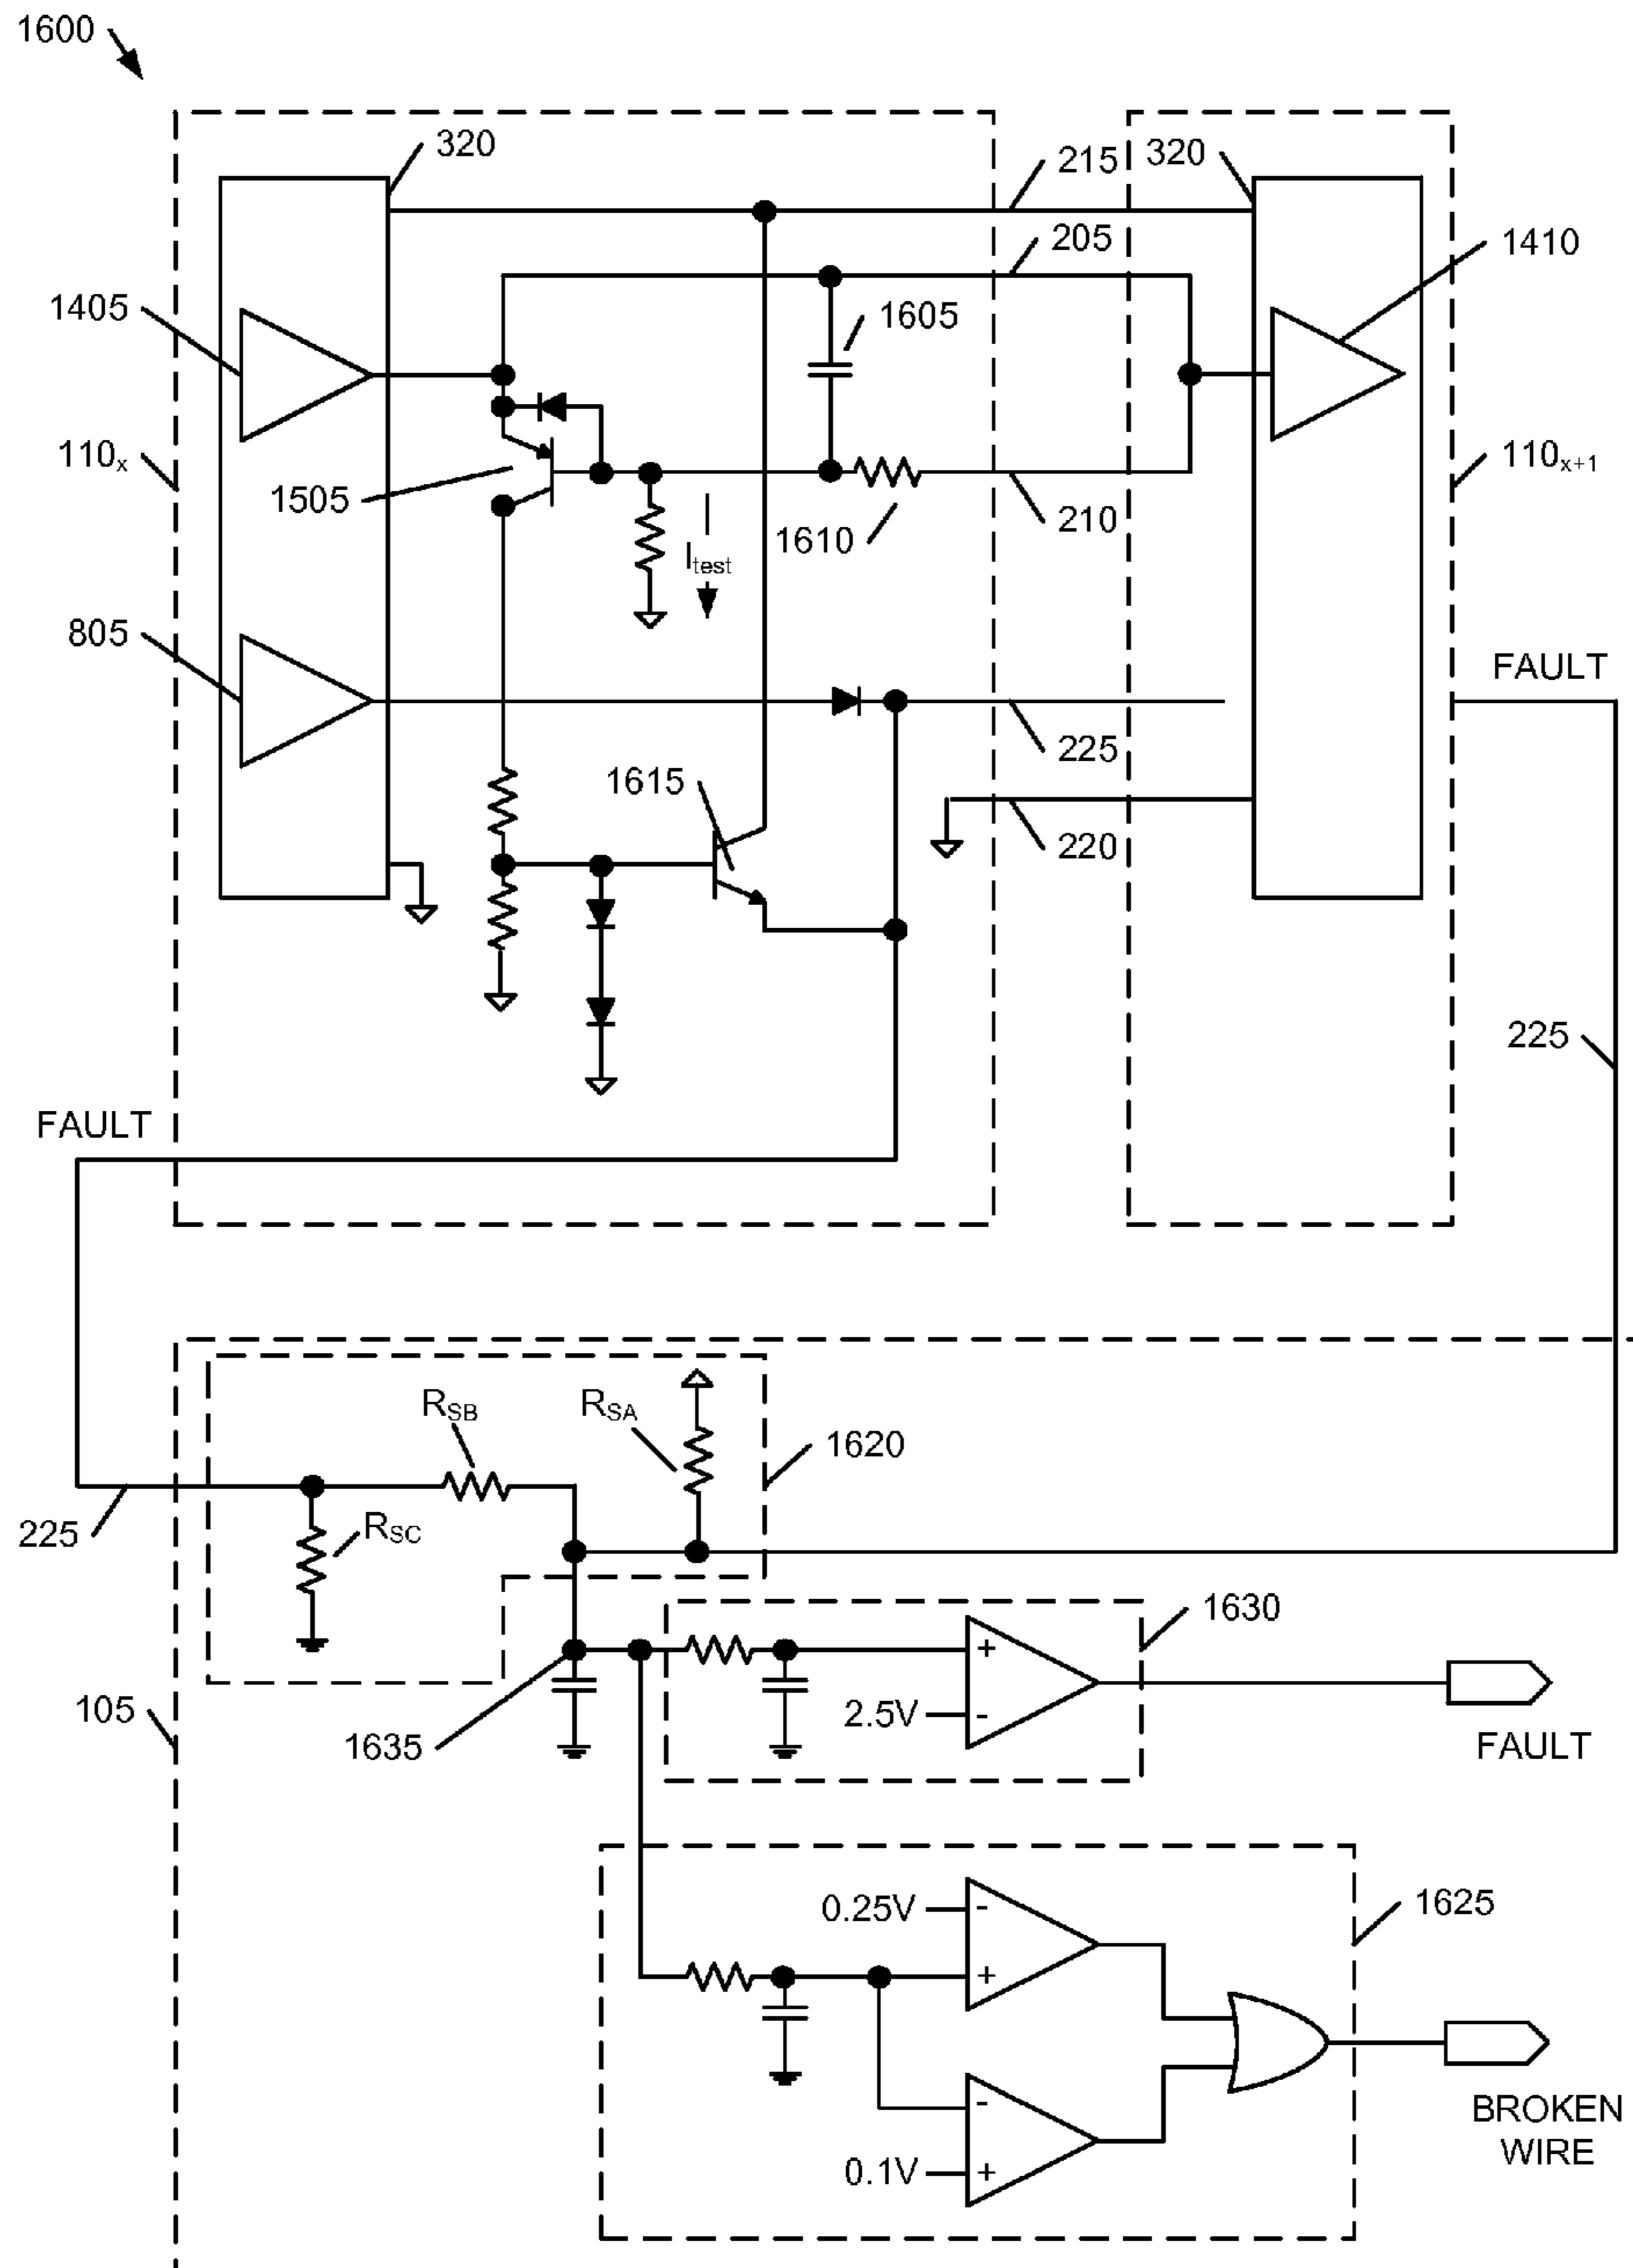 1600
320
215
320
205
1410
1405
1605
110x
110x+1
1505
1610
210
Itest
805
FAULT
225
1615
220
225
FAULT
RSB
RSA
1620
225
RSC
1630
+
105
2.5V
-
1635
FAULT
0.25V
-
1625
+
-
BROKEN
WIRE
0.1V
+